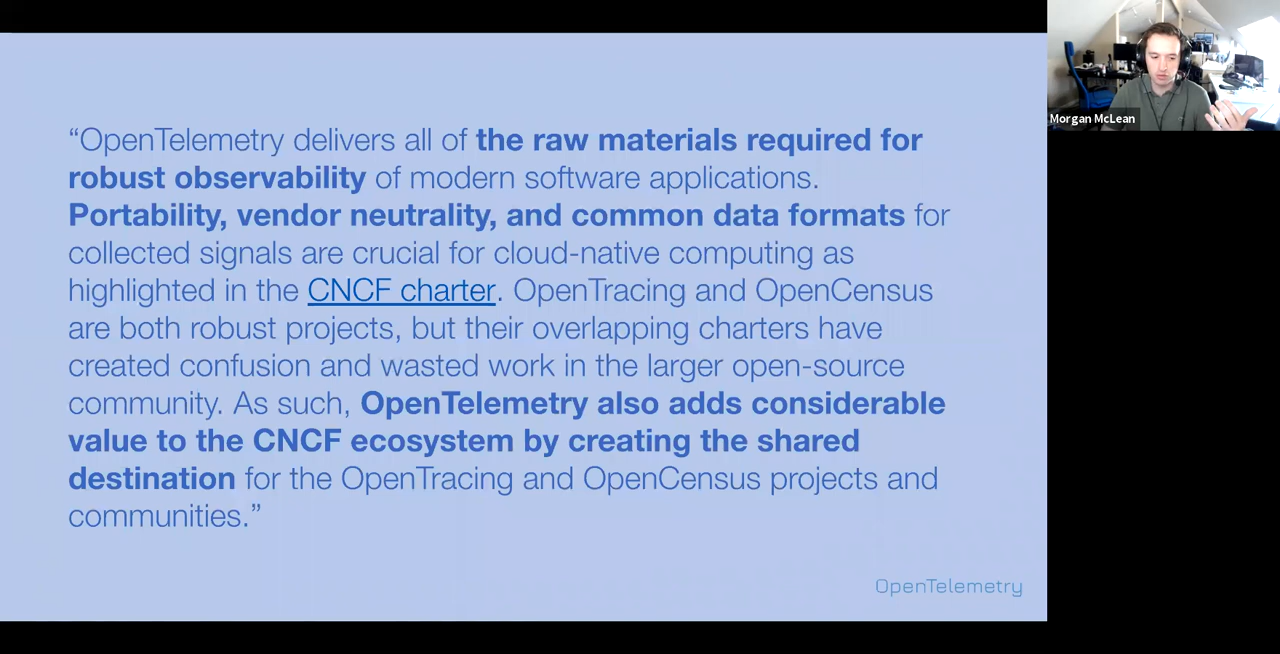 “OpenTelemetry delivers all of the raw materials required for
robust observability of modern software applications.
Portability, vendor neutrality, and common data formats for
collected signals are crucial for cloud-native computing as
highlighted in the CNCF charter. OpenTracing and OpenCensus
are both robust projects, but their overlapping charters have
created confusion and wasted work in the larger open-source
community. As such, OpenTelemetry also adds considerable
value to the CNCF ecosystem by creating the shared
destination for the OpenTracing and OpenCensus projects and
communities.”
OpenTelemetry
Morgan McLean